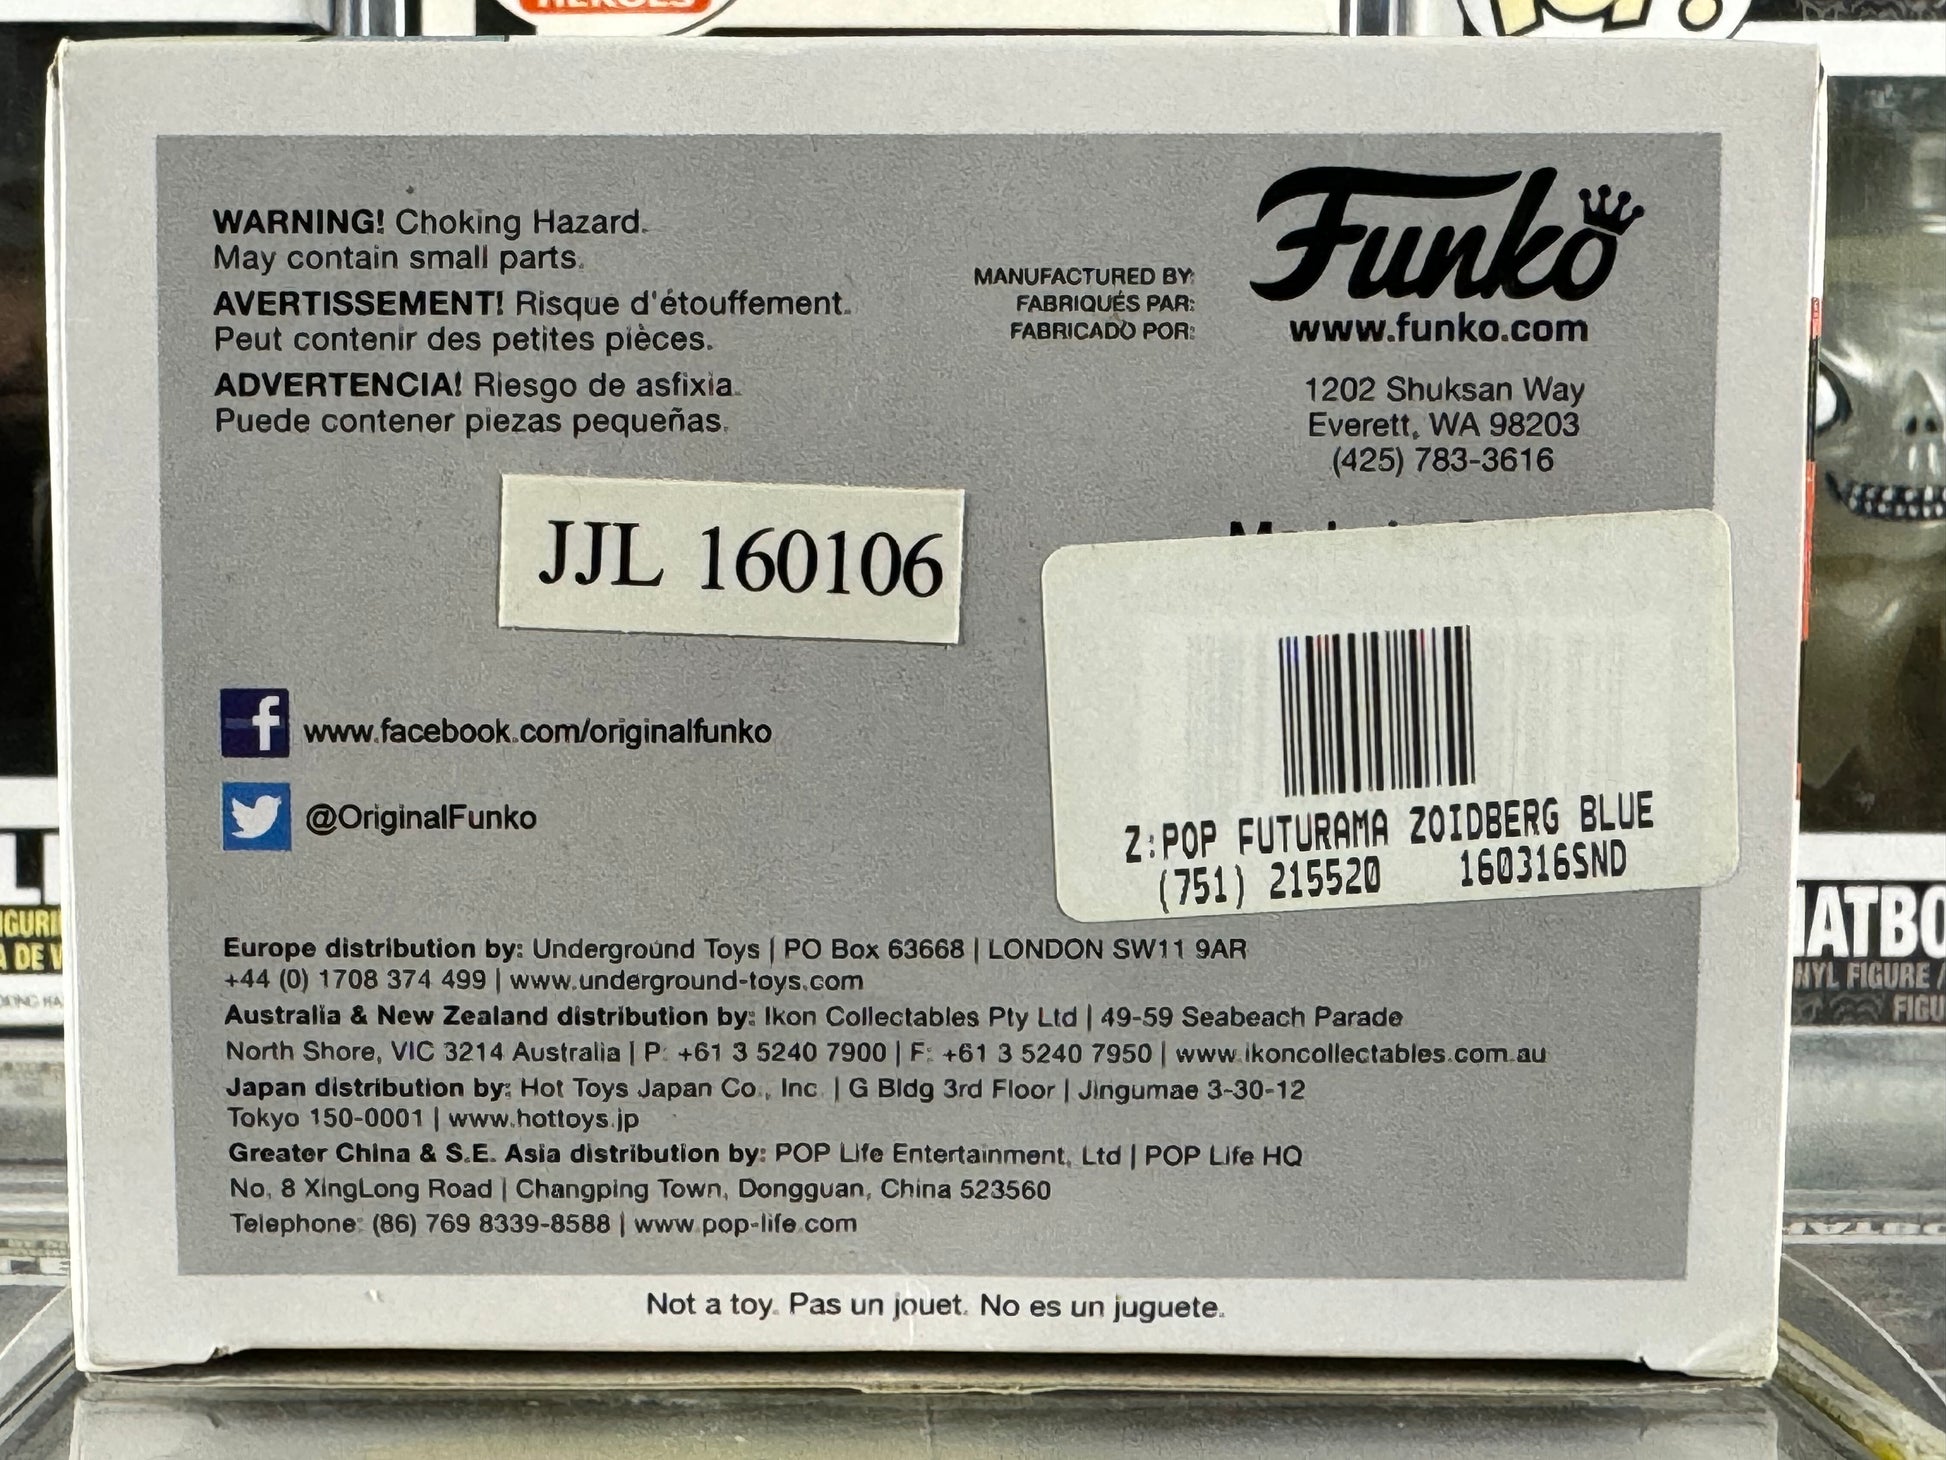 HEROES
POP!
WARNING! Choking Hazard.
May contain small parts.
AVERTISSEMENT! Risque d'étouffement.
Peut contenir des petites pièces.
ADVERTENCIA! Riesgo de asfixia.
Puede contener piezas pequeñas.
MANUFACTURED BY:
FABRIQUÉS PAR:
FABRICADO POR:
Funko
www.funko.com
1202 Shuksan Way
Everett, WA 98203
(425) 783-3616
JJL 160106
www.facebook.com/originalfunko
@OriginalFunko
Z:POP FUTURAMA ZOIDBERG BLUE
(751) 215520 160316SND
Europe distribution by: Underground Toys | PO Box 63668 | LONDON SW11 9AR
+44 (0) 1708 374 499 | www.underground-toys.com
Australia & New Zealand distribution by: Ikon Collectables Pty Ltd | 49-59 Seabeach Parade
North Shore, VIC 3214 Australia | P: +61 3 5240 7900 | F: +61 3 5240 7950 | www.ikoncollectables.com.au
Japan distribution by: Hot Toys Japan Co., Inc. | G Bldg 3rd Floor | Jingumae 3-30-12
Tokyo 150-0001 | www.hottoys.jp
Greater China & S.E. Asia distribution by: POP Life Entertainment, Ltd | POP Life HQ
No. 8 XingLong Road | Changping Town, Dongguan, China 523560
Telephone: (86) 769 8339-8588 | www.pop-life.com
Not a toy. Pas un jouet. No es un juguete.